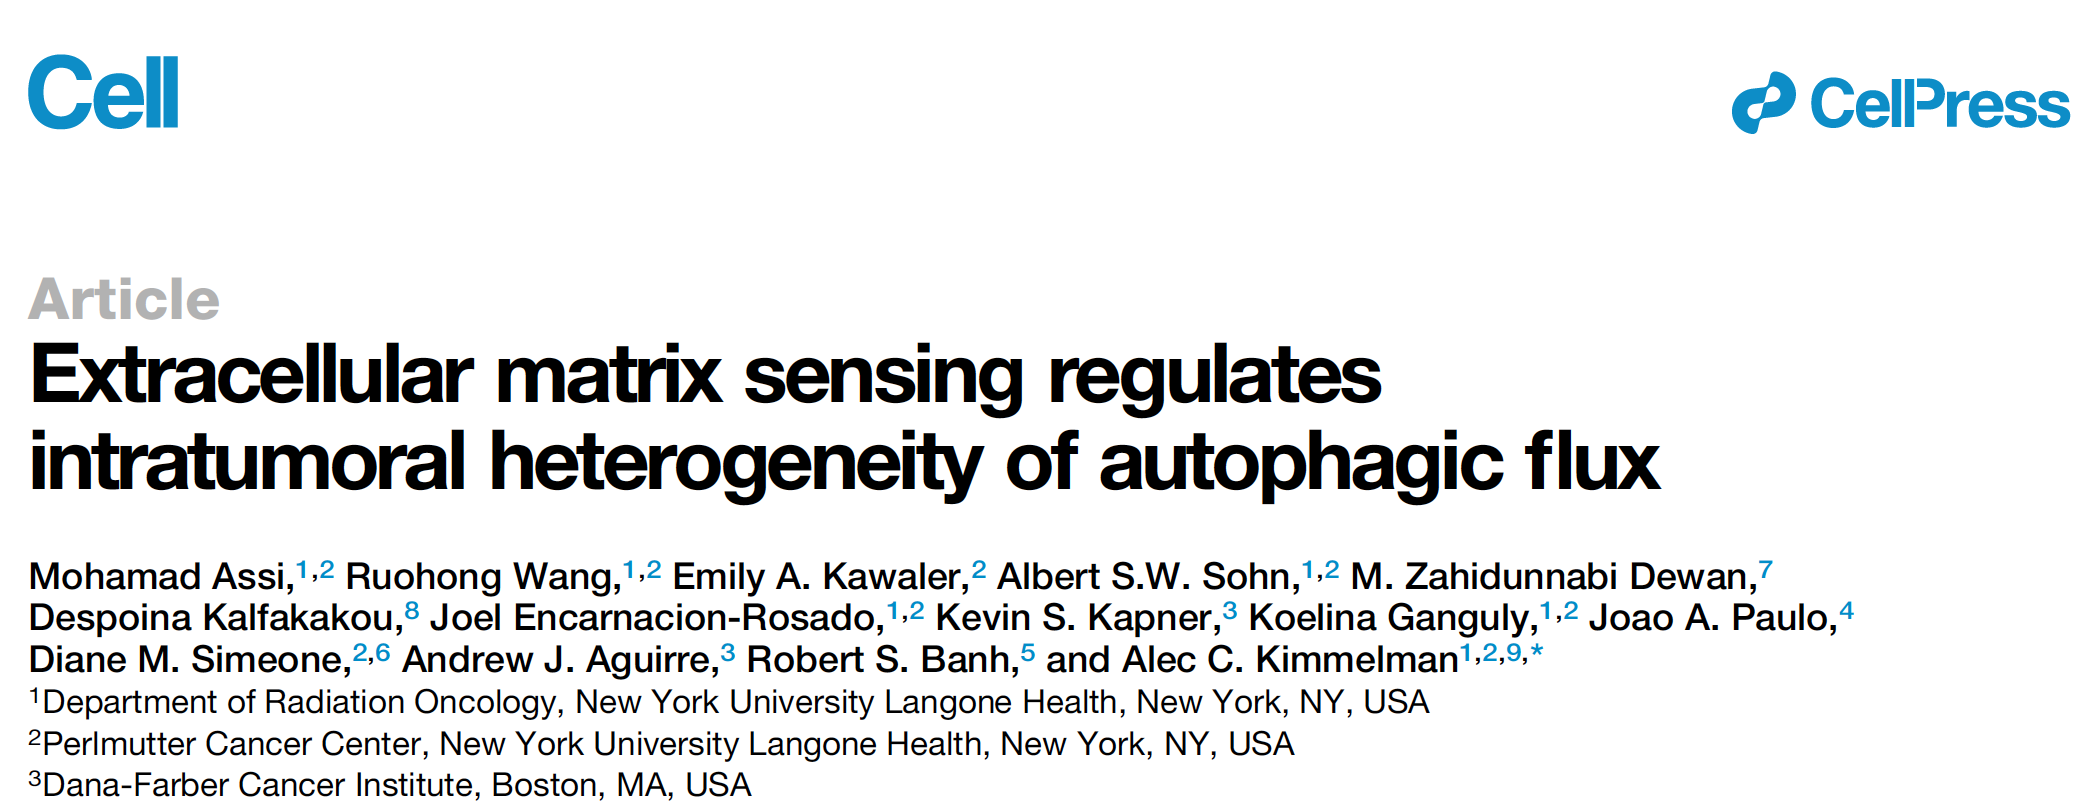 Cell
CellPress
Article
Extracellular matrix sensing regulates
intratumoral heterogeneity of autophagic flux
Mohamad Assi,1,2 Ruohong Wang,1,2 Emily A. Kawaler,2 Albert S.W. Sohn,1,2 M. Zahidunnabi Dewan,7
Despoina Kalfakakou,8 Joel Encarnacion-Rosado,1,2 Kevin S. Kapner,3 Koelina Ganguly,1,2 Joao A. Paulo,4
Diane M. Simeone,2,6 Andrew J. Aguirre,3 Robert S. Banh,5 and Alec C. Kimmelman1,2,9,*
1Department of Radiation Oncology, New York University Langone Health, New York, NY, USA
2Perlmutter Cancer Center, New York University Langone Health, New York, NY, USA
3Dana-Farber Cancer Institute, Boston, MA, USA